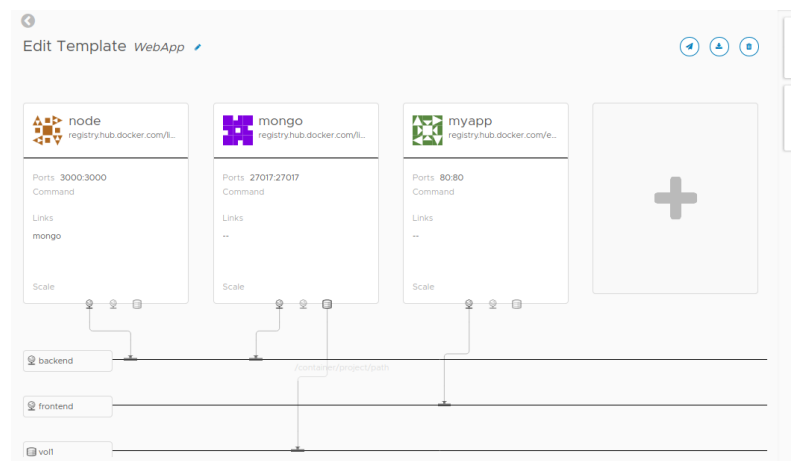 Edit Template WebApp
node
registry.hub.docker.com/li...
Ports 3000:3000
Command
Links
mongo
Scale
mongo
registry.hub.docker.com/li...
Ports 27017:27017
Command
Links
--
Scale
myapp
registry.hub.docker.com/e...
Ports 80:80
Command
Links
--
Scale
backend
/container/project/path
frontend
vol1